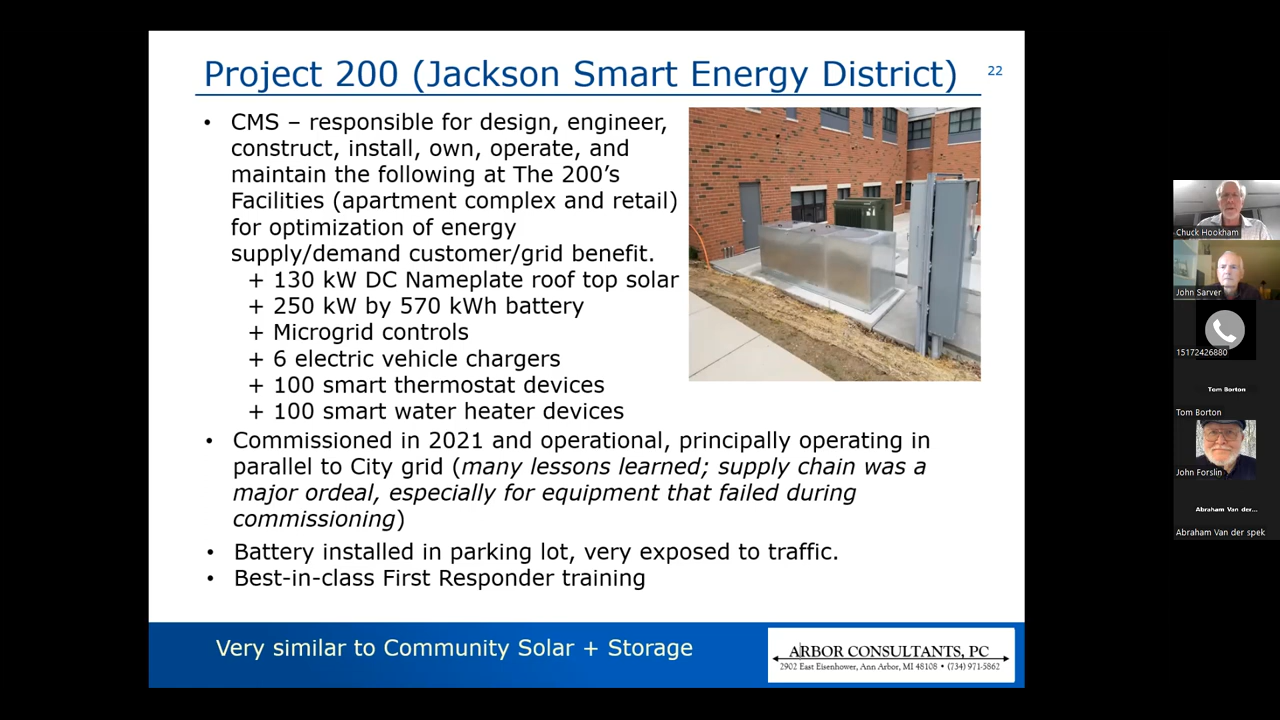 Project 200 (Jackson Smart Energy District)
22
• CMS – responsible for design, engineer,
construct, install, own, operate, and
maintain the following at The 200's
Facilities (apartment complex and retail)
for optimization of energy
supply/demand customer/grid benefit.
+ 130 kW DC Nameplate roof top solar
+ 250 kW by 570 kWh battery
+ Microgrid controls
+ 6 electric vehicle chargers
+ 100 smart thermostat devices
+ 100 smart water heater devices
• Commissioned in 2021 and operational, principally operating in
parallel to City grid (many lessons learned; supply chain was a
major ordeal, especially for equipment that failed during
commissioning)
• Battery installed in parking lot, very exposed to traffic.
• Best-in-class First Responder training
Very similar to Community Solar + Storage
ARBOR CONSULTANTS, PC
2902 East Eisenhower, Ann Arbor, MI 48108 • (734) 971-5862
Chuck Hookham
John Sarver
15172426880
Tom Borton
Tom Borton
John Forslin
Abraham Van der...
Abraham Van der spek